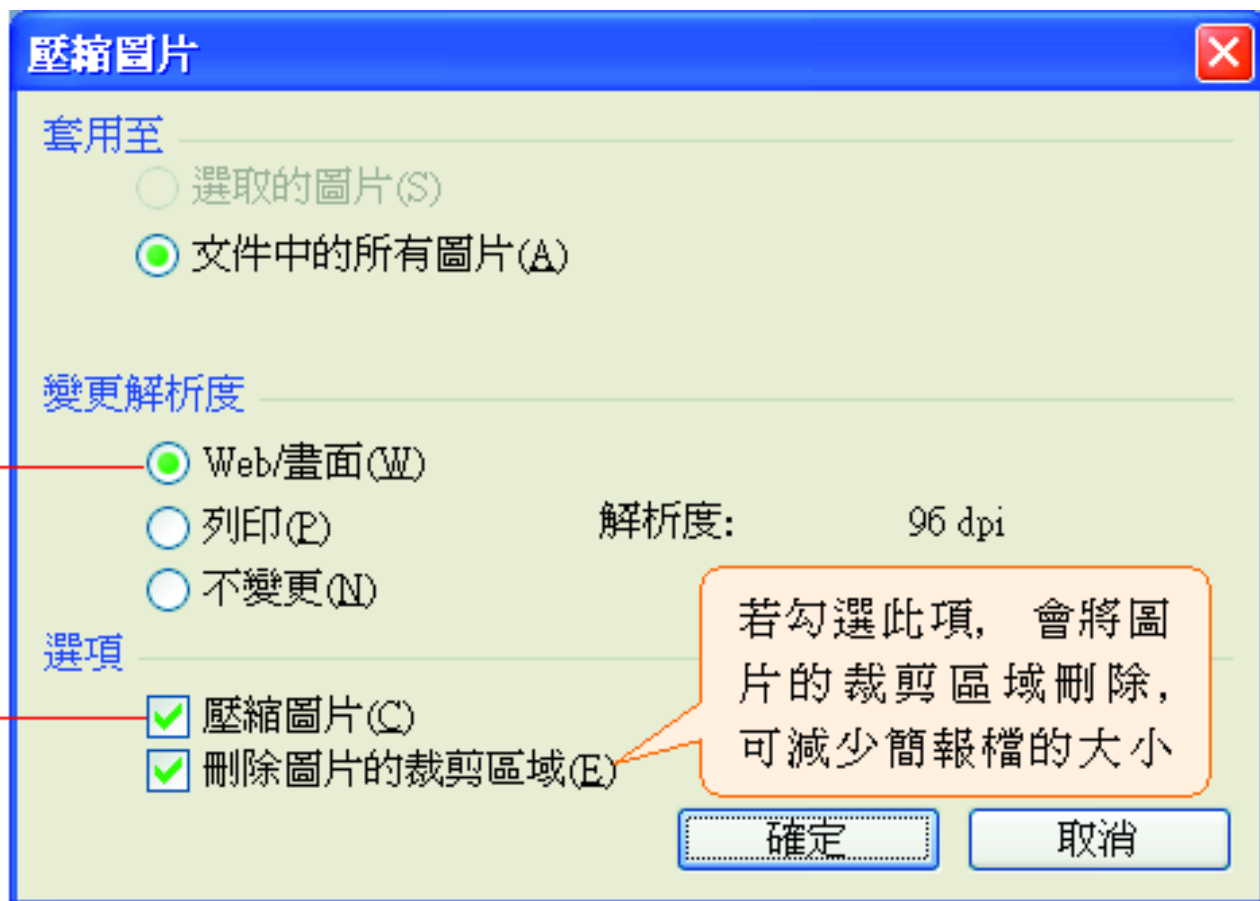 壓縮圖片
套用至
選取的圖片(S)
文件中的所有圖片(A)
變更解析度
Web/畫面(W)
列印(P)
解析度: 96 dpi
不變更(N)
選項
壓縮圖片(C)
刪除圖片的裁剪區域(E)
若勾選此項, 會將圖
片的裁剪區域刪除,
可減少簡報檔的大小
確定
取消